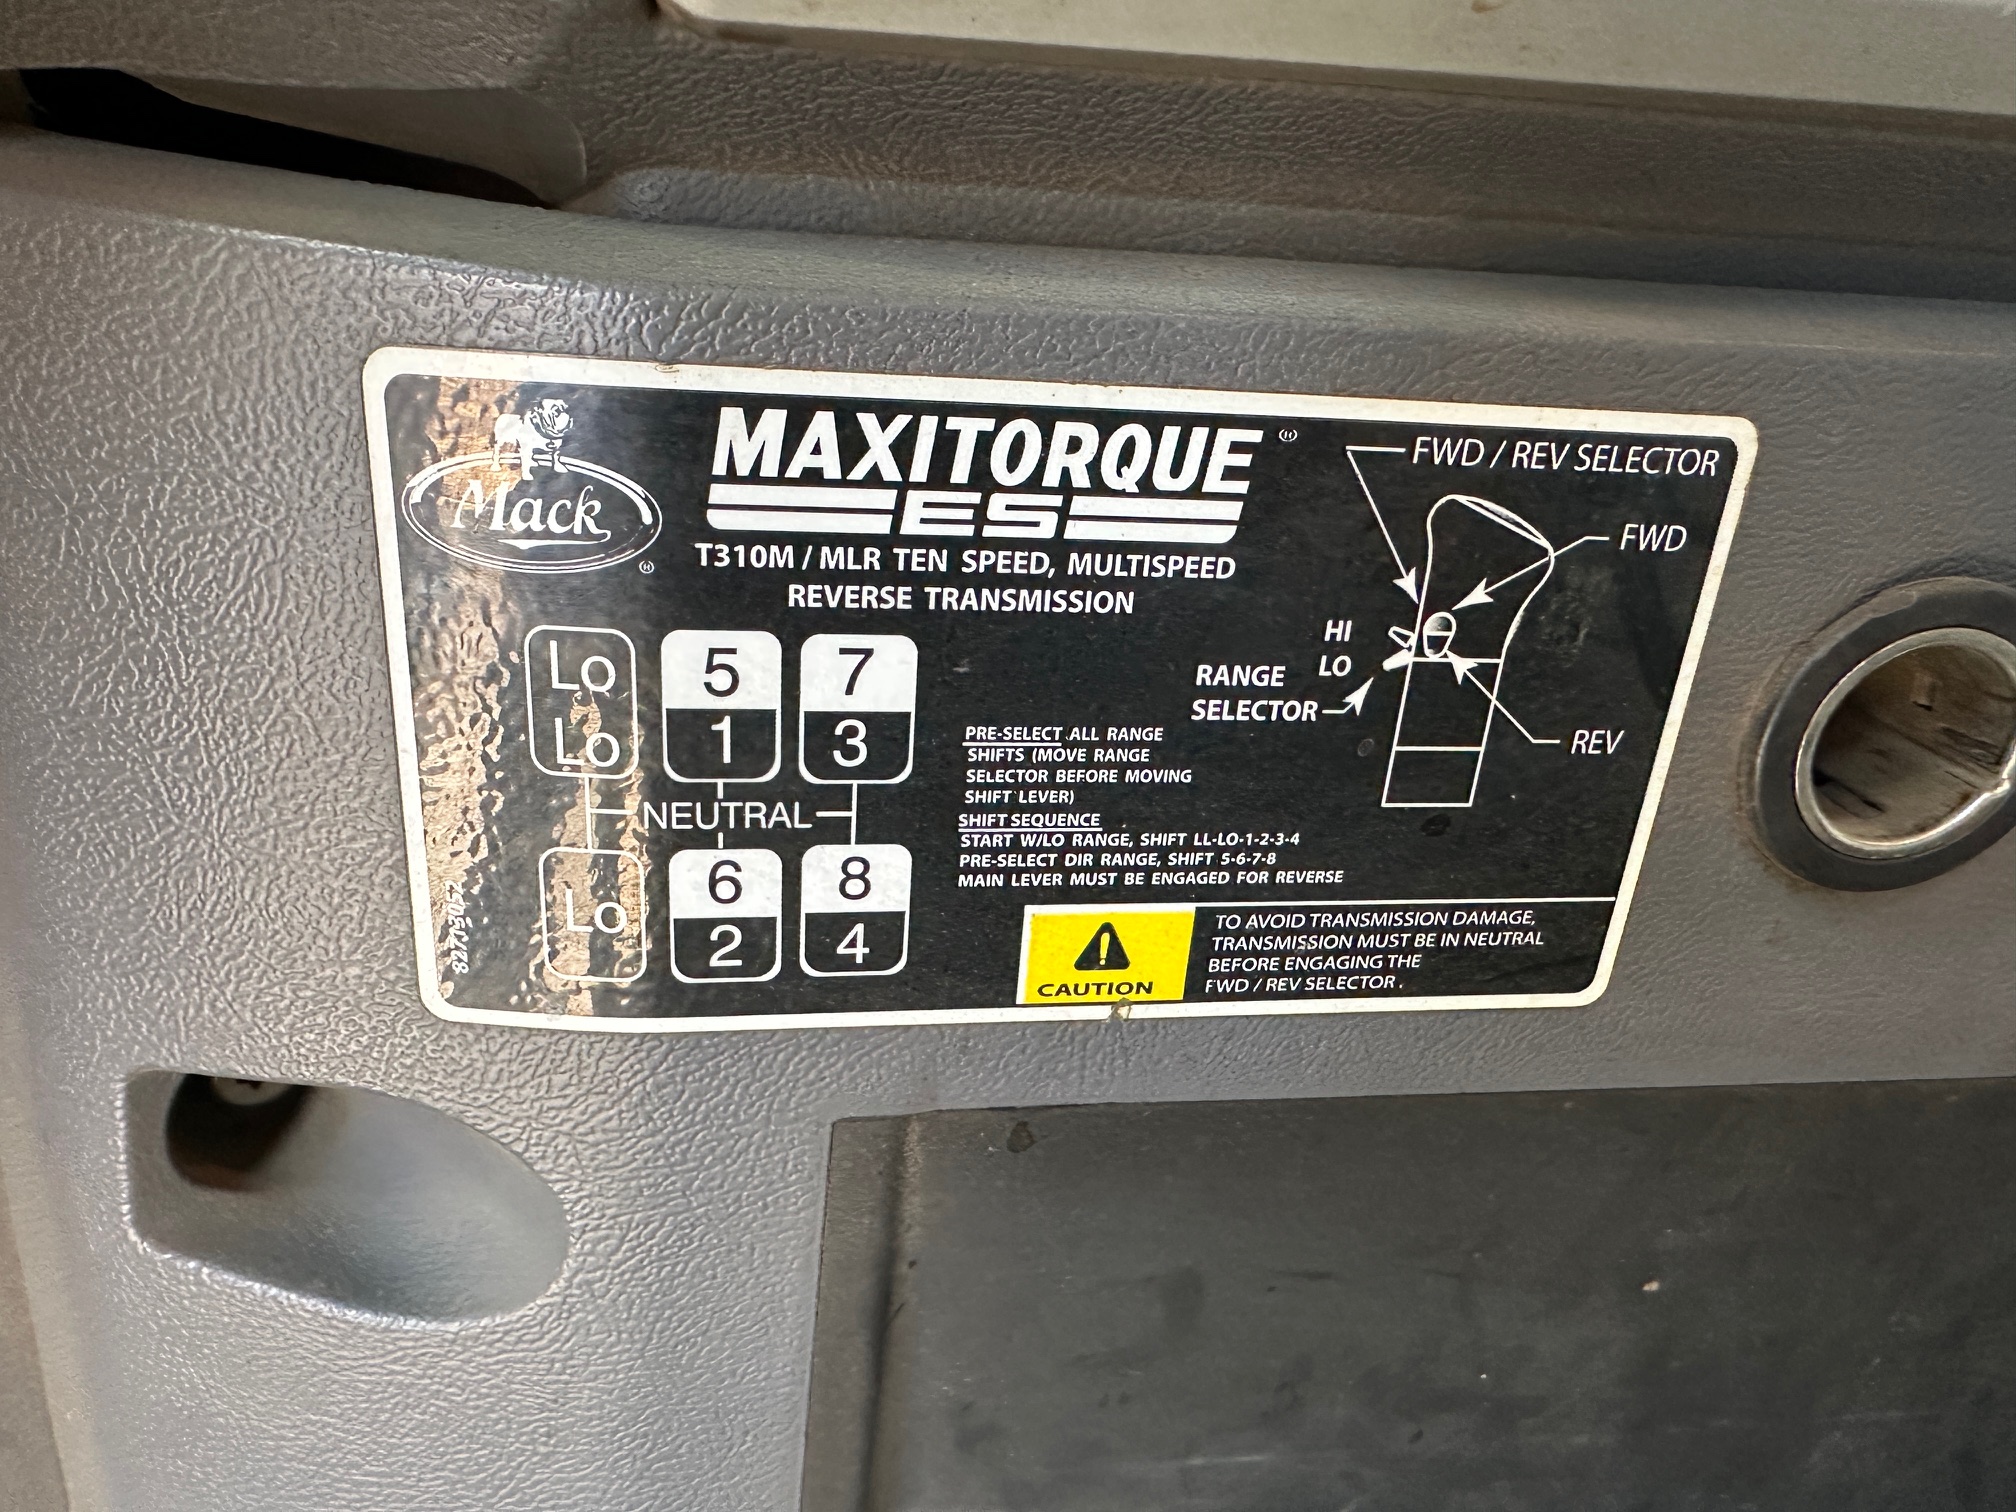 Mack
MAXITORQUE ®
ES
T310M / MLR TEN SPEED, MULTISPEED
REVERSE TRANSMISSION
Lo 5 7
Lo 1 3
NEUTRAL
Lo 6 8
2 4
FWD / REV SELECTOR
FWD
HI
LO
RANGE
SELECTOR
REV
PRE-SELECT ALL RANGE
SHIFTS (MOVE RANGE
SELECTOR BEFORE MOVING
SHIFT LEVER)
SHIFT SEQUENCE
START W/LO RANGE, SHIFT LL-LO-1-2-3-4
PRE-SELECT DIR RANGE, SHIFT 5-6-7-8
MAIN LEVER MUST BE ENGAGED FOR REVERSE
CAUTION
TO AVOID TRANSMISSION DAMAGE,
TRANSMISSION MUST BE IN NEUTRAL
BEFORE ENGAGING THE
FWD / REV SELECTOR.